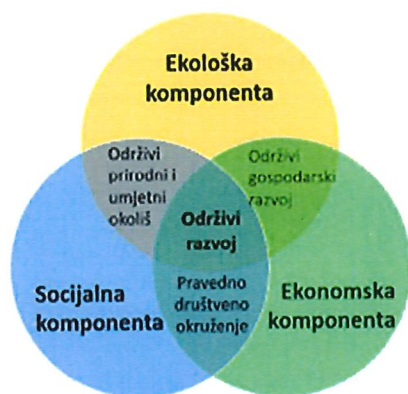 Ekološka
komponenta
Održivi
prirodni i
umjetni
okoliš
Održivi
gospodarski
razvoj
Održivi
razvoj
Socijalna
komponenta
Pravedno
društveno
okruženje
Ekonomska
komponenta